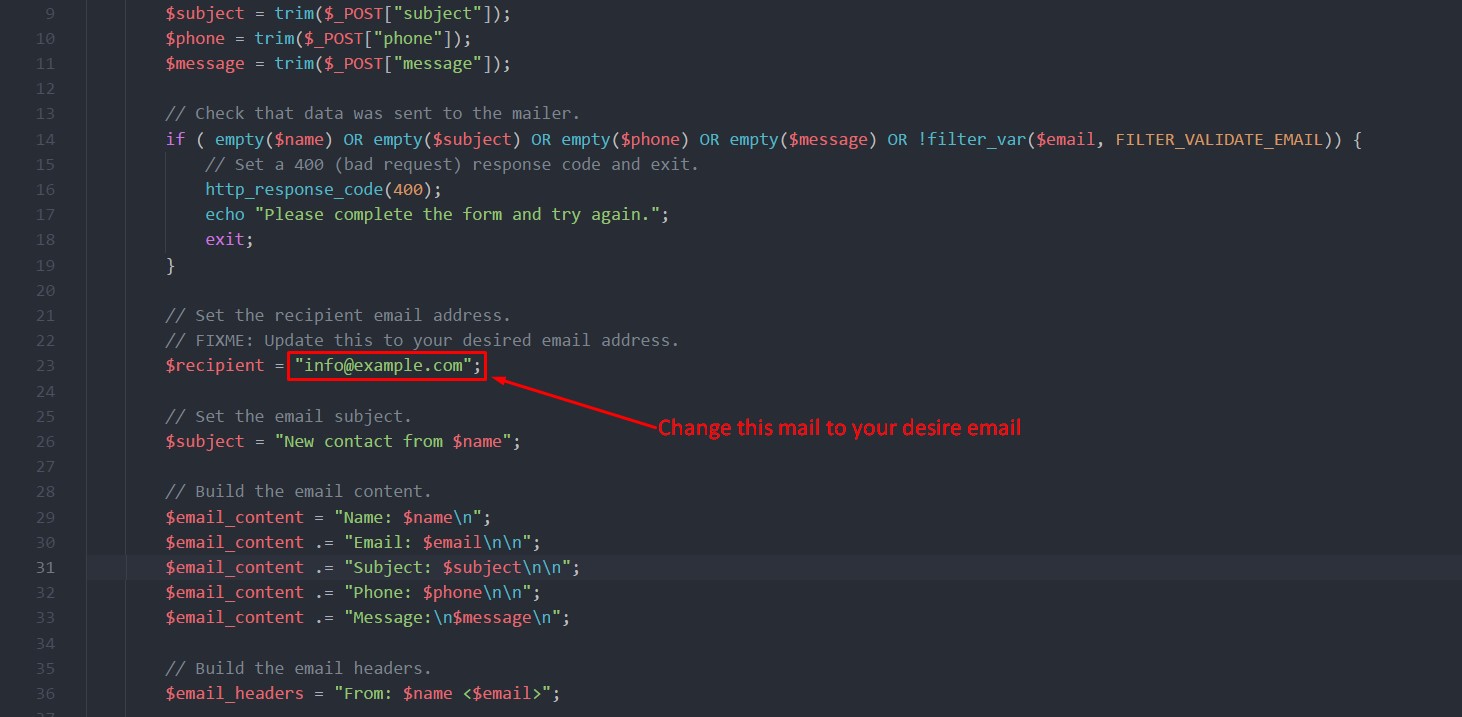 9 $subject = trim($_POST["subject"]);
10 $phone = trim($_POST["phone"]);
11 $message = trim($_POST["message"]);
12
13 // Check that data was sent to the mailer.
14 if ( empty($name) OR empty($subject) OR empty($phone) OR empty($message) OR !filter_var($email, FILTER_VALIDATE_EMAIL)) {
15 // Set a 400 (bad request) response code and exit.
16 http_response_code(400);
17 echo "Please complete the form and try again.";
18 exit;
19 }
20
21 // Set the recipient email address.
22 // FIXME: Update this to your desired email address.
23 $recipient = "info@example.com";
24
25 // Set the email subject.
Change this mail to your desire email
26 $subject = "New contact from $name";
27
28 // Build the email content.
29 $email_content = "Name: $name\n";
30 $email_content .= "Email: $email\n\n";
31 $email_content .= "Subject: $subject\n\n";
32 $email_content .= "Phone: $phone\n\n";
33 $email_content .= "Message:\n$message\n";
34
35 // Build the email headers.
36 $email_headers = "From: $name <$email>";
37